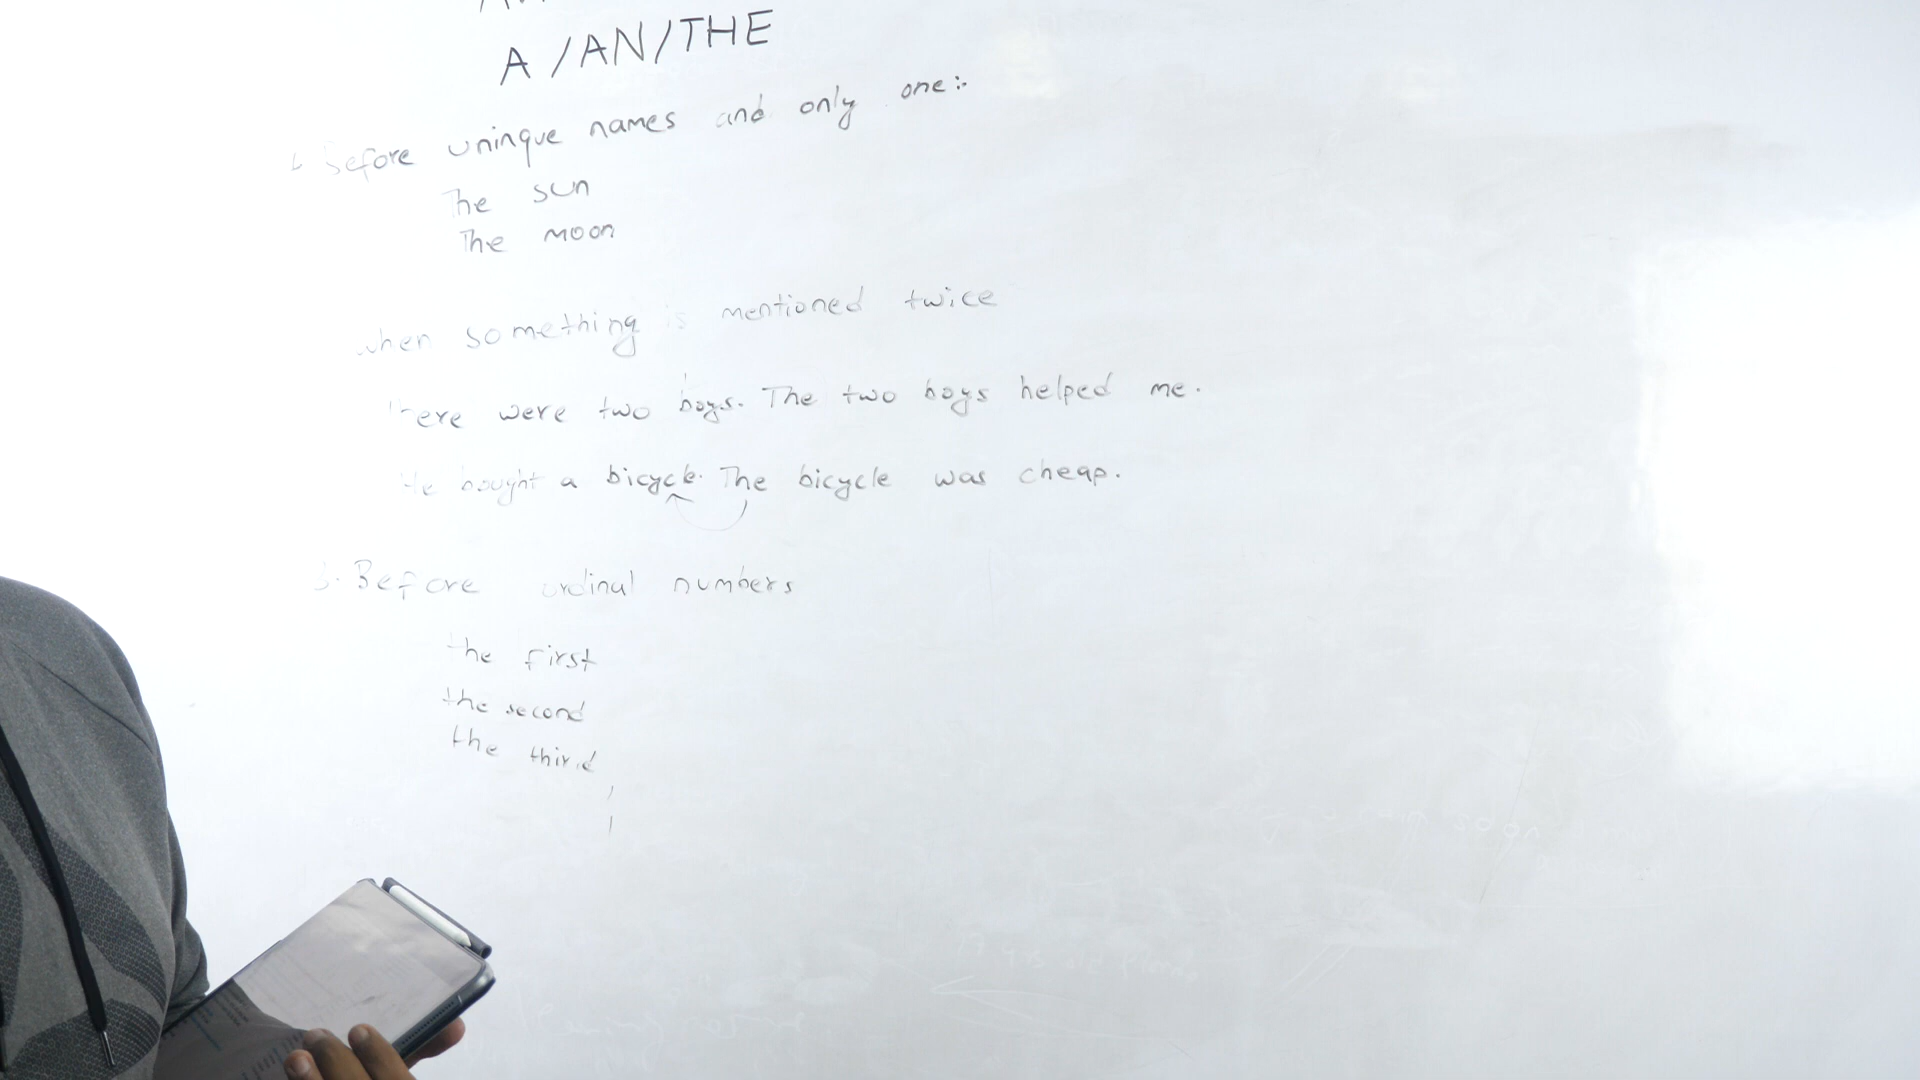 A/AN/THE
Before uninque names and only one:-
The sun
The moon
when something is mentioned twice
There were two boys. The two boys helped me.
He bought a bicycle. The bicycle was cheap.
3. Before ordinal numbers
the first
the second
the third